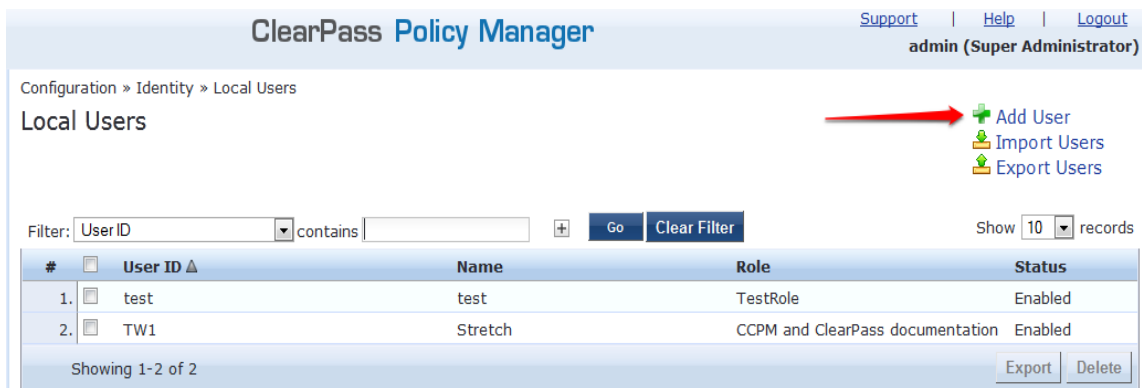 ClearPass Policy Manager
Support | Help | Logout
admin (Super Administrator)
Configuration » Identity » Local Users
Local Users
Add User
Import Users
Export Users
Filter: User ID contains + Go Clear Filter Show 10 records
# User ID Name Role Status
1. test test TestRole Enabled
2. TW1 Stretch CCPM and ClearPass documentation Enabled
Showing 1-2 of 2 Export Delete